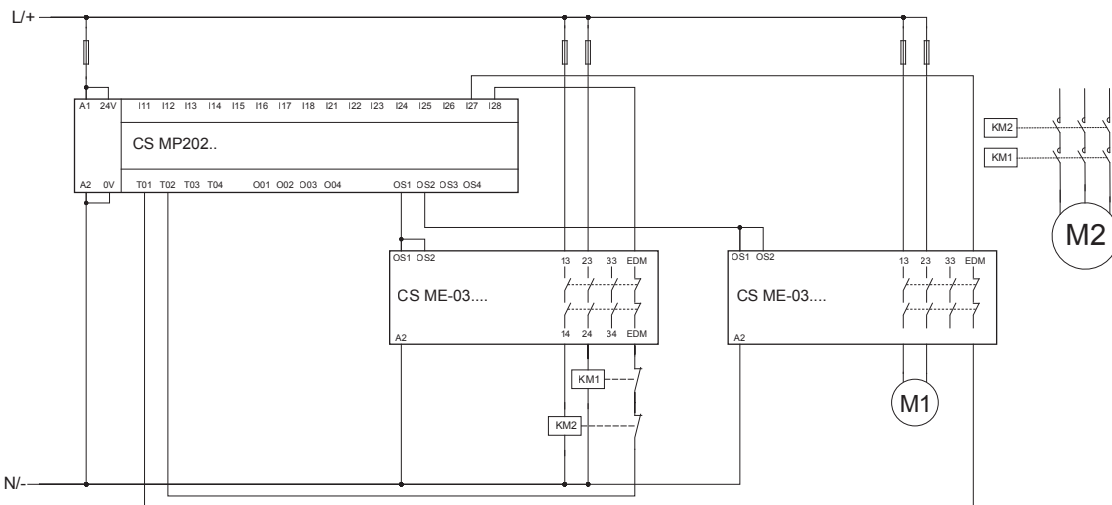 L/+
A1 24V I11 I12 I13 I14 I15 I16 I17 I18 I21 I22 I23 I24 I25 I26 I27 I28
CS MP202..
A2 0V T01 T02 T03 T04 O01 O02 O03 O04 OS1 OS2 OS3 OS4
KM2
KM1
M2
OS1 OS2 13 23 33 EDM
CS ME-03....
A2 14 24 34 EDM
OS1 OS2 13 23 33 EDM
CS ME-03....
A2
KM1
KM2
M1
N/-